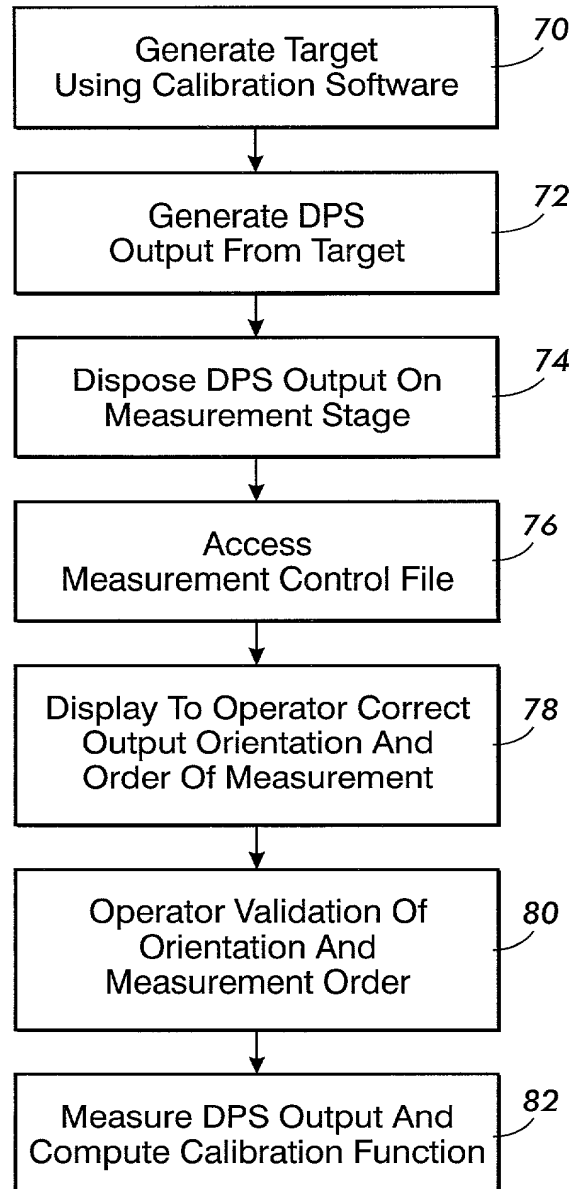 Generate Target
Using Calibration Software
70
Generate DPS
Output From Target
72
Dispose DPS Output On
Measurement Stage
74
Access
Measurement Control File
76
Display To Operator Correct
Output Orientation And
Order Of Measurement
78
Operator Validation Of
Orientation And
Measurement Order
80
Measure DPS Output And
Compute Calibration Function
82